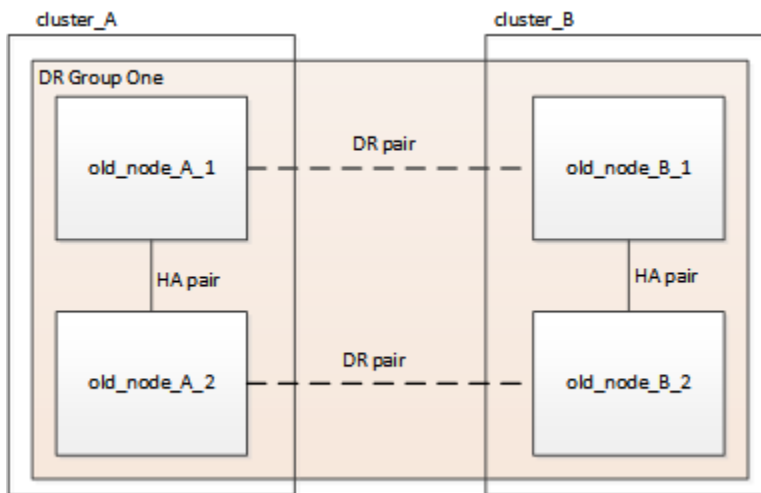 cluster_A
cluster_B
DR Group One
old_node_A_1
DR pair
old_node_B_1
HA pair
HA pair
old_node_A_2
DR pair
old_node_B_2